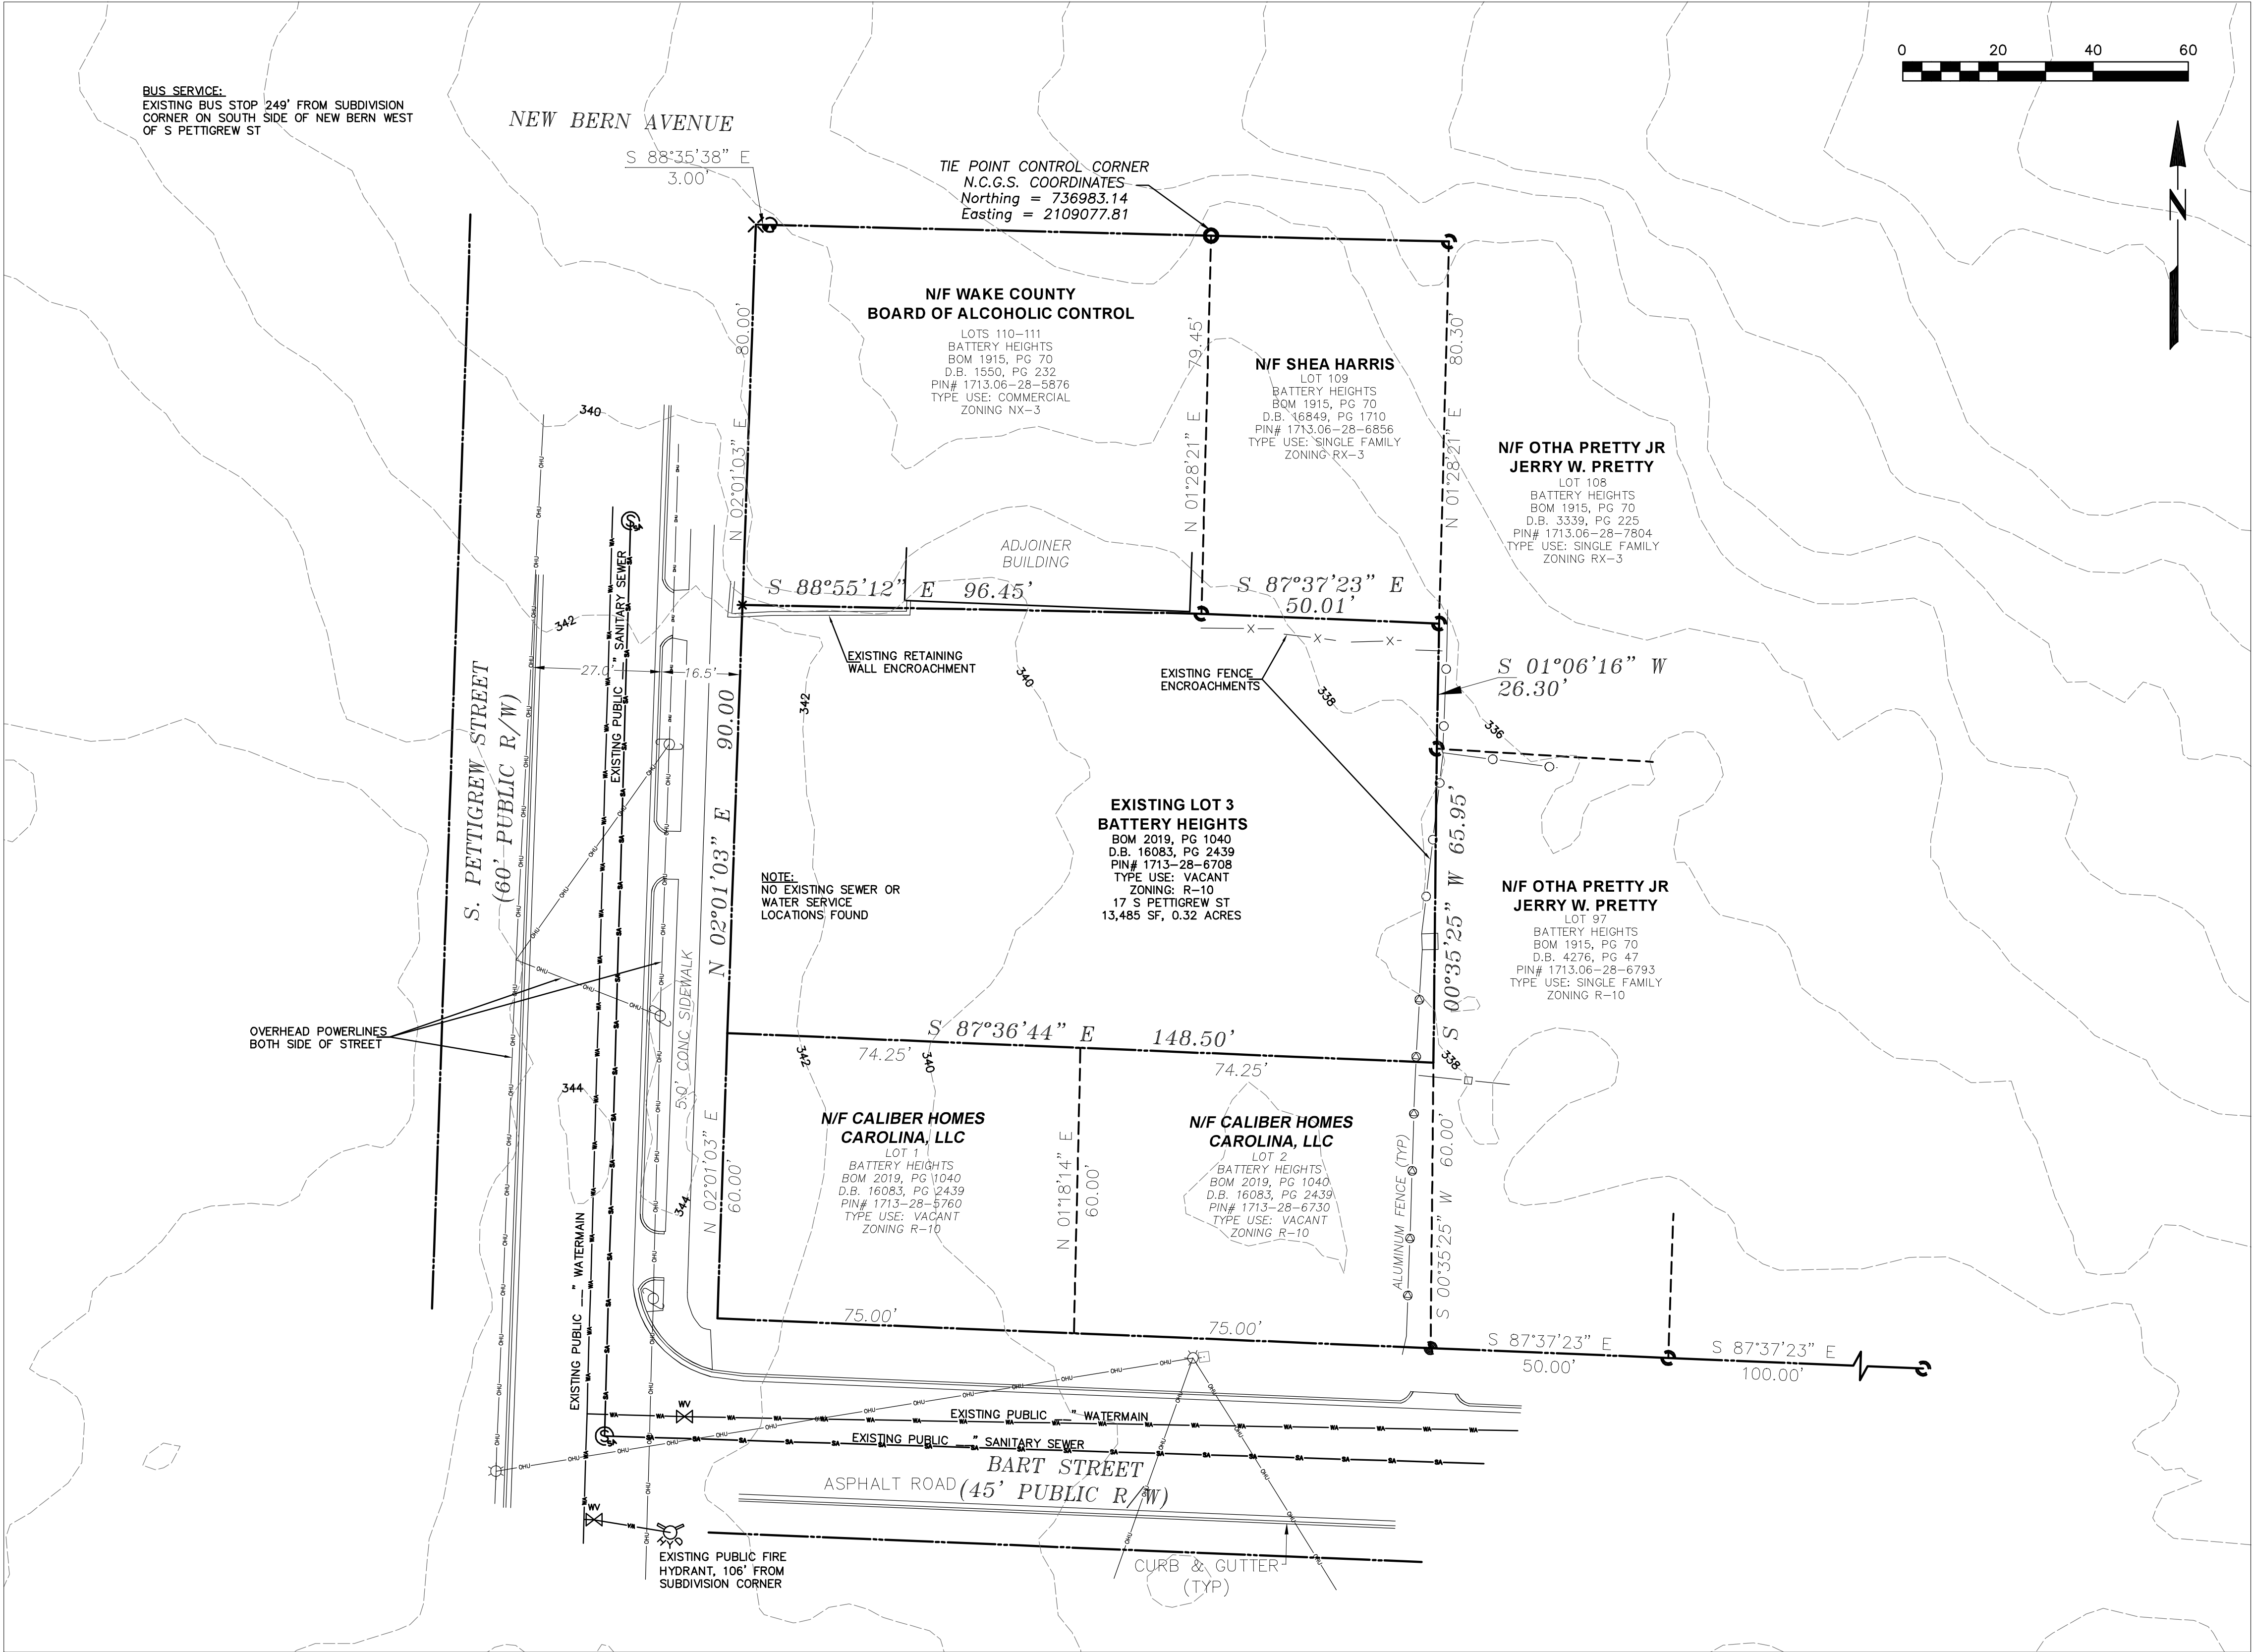 0 20 40 60
BUS SERVICE:
EXISTING BUS STOP 249' FROM SUBDIVISION
CORNER ON SOUTH SIDE OF NEW BERN WEST
OF S PETTIGREW ST
NEW BERN AVENUE
S 88°35'38" E
3.00'
TIE POINT CONTROL CORNER
N.C.G.S. COORDINATES
Northing = 736983.14
Easting = 2109077.81
N
N/F WAKE COUNTY
BOARD OF ALCOHOLIC CONTROL
LOTS 110-111
BATTERY HEIGHTS
BOM 1915, PG 70
D.B. 1550, PG 232
PIN# 1713.06-28-5876
TYPE USE: COMMERCIAL
ZONING NX-3
N 02°01'03" E 80.00'
N 01°28'21" E 79.45'
N/F SHEA HARRIS
LOT 109
BATTERY HEIGHTS
BOM 1915, PG 70
D.B. 16849, PG 1710
PIN# 1713.06-28-6856
TYPE USE: SINGLE FAMILY
ZONING RX-3
N 01°28'21" E 80.30'
N/F OTHA PRETTY JR
JERRY W. PRETTY
LOT 108
BATTERY HEIGHTS
BOM 1915, PG 70
D.B. 3339, PG 225
PIN# 1713.06-28-7804
TYPE USE: SINGLE FAMILY
ZONING RX-3
340
342
ADJOINER
BUILDING
S 88°55'12" E 96.45'
S 87°37'23" E
50.01'
EXISTING RETAINING
WALL ENCROACHMENT
EXISTING FENCE
ENCROACHMENTS
S 01°06'16" W
26.30'
27.0'
16.5'
342
340
338
336
S. PETTIGREW STREET
(60' PUBLIC R/W)
EXISTING PUBLIC __" SANITARY SEWER
N 02°01'03" E 90.00
NOTE:
NO EXISTING SEWER OR
WATER SERVICE
LOCATIONS FOUND
EXISTING LOT 3
BATTERY HEIGHTS
BOM 2019, PG 1040
D.B. 16083, PG 2439
PIN# 1713-28-6708
TYPE USE: VACANT
ZONING: R-10
17 S PETTIGREW ST
13,485 SF, 0.32 ACRES
S 00°35'25" W 65.95'
N/F OTHA PRETTY JR
JERRY W. PRETTY
LOT 97
BATTERY HEIGHTS
BOM 1915, PG 70
D.B. 4276, PG 47
PIN# 1713.06-28-6793
TYPE USE: SINGLE FAMILY
ZONING R-10
OVERHEAD POWERLINES
BOTH SIDE OF STREET
5.0' CONC SIDEWALK
S 87°36'44" E 148.50'
74.25'
74.25'
342
340
338
344
344
N/F CALIBER HOMES
CAROLINA, LLC
LOT 1
BATTERY HEIGHTS
BOM 2019, PG 1040
D.B. 16083, PG 2439
PIN# 1713-28-5760
TYPE USE: VACANT
ZONING R-10
N 02°01'03" E
60.00'
N 01°18'14" E
60.00'
N/F CALIBER HOMES
CAROLINA, LLC
LOT 2
BATTERY HEIGHTS
BOM 2019, PG 1040
D.B. 16083, PG 2439
PIN# 1713-28-6730
TYPE USE: VACANT
ZONING R-10
ALUMINUM FENCE (TYP)
S 00°35'25" W 60.00'
EXISTING PUBLIC __" WATERMAIN
75.00'
75.00'
S 87°37'23" E
50.00'
S 87°37'23" E
100.00'
WV
EXISTING PUBLIC __" WATERMAIN
EXISTING PUBLIC __" SANITARY SEWER
BART STREET
ASPHALT ROAD
(45' PUBLIC R/W)
WV
EXISTING PUBLIC FIRE
HYDRANT, 106' FROM
SUBDIVISION CORNER
CURB & GUTTER
(TYP)